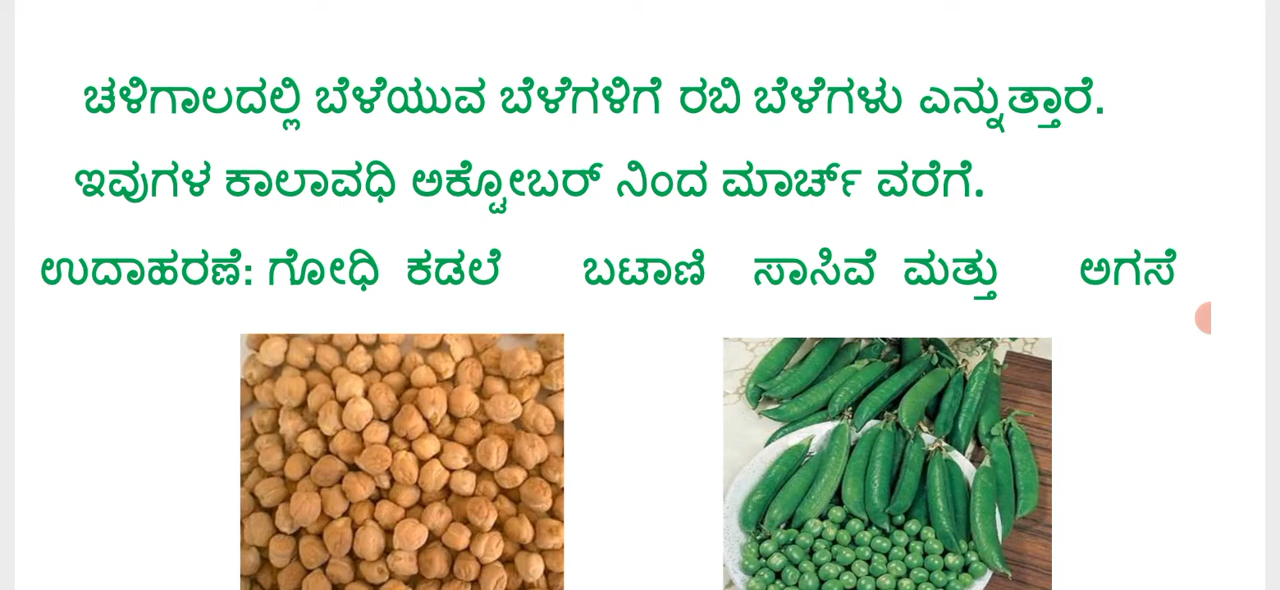 ಚಳಿಗಾಲದಲ್ಲಿ ಬೆಳೆಯುವ ಬೆಳೆಗಳಿಗೆ ರಬಿ ಬೆಳೆಗಳು ಎನ್ನುತ್ತಾರೆ.
ಇವುಗಳ ಕಾಲಾವಧಿ ಅಕ್ಟೋಬರ್ ನಿಂದ ಮಾರ್ಚ್ ವರೆಗೆ.
ಉದಾಹರಣೆ: ಗೋಧಿ ಕಡಲೆ ಬಟಾಣಿ ಸಾಸಿವೆ ಮತ್ತು ಅಗಸೆ